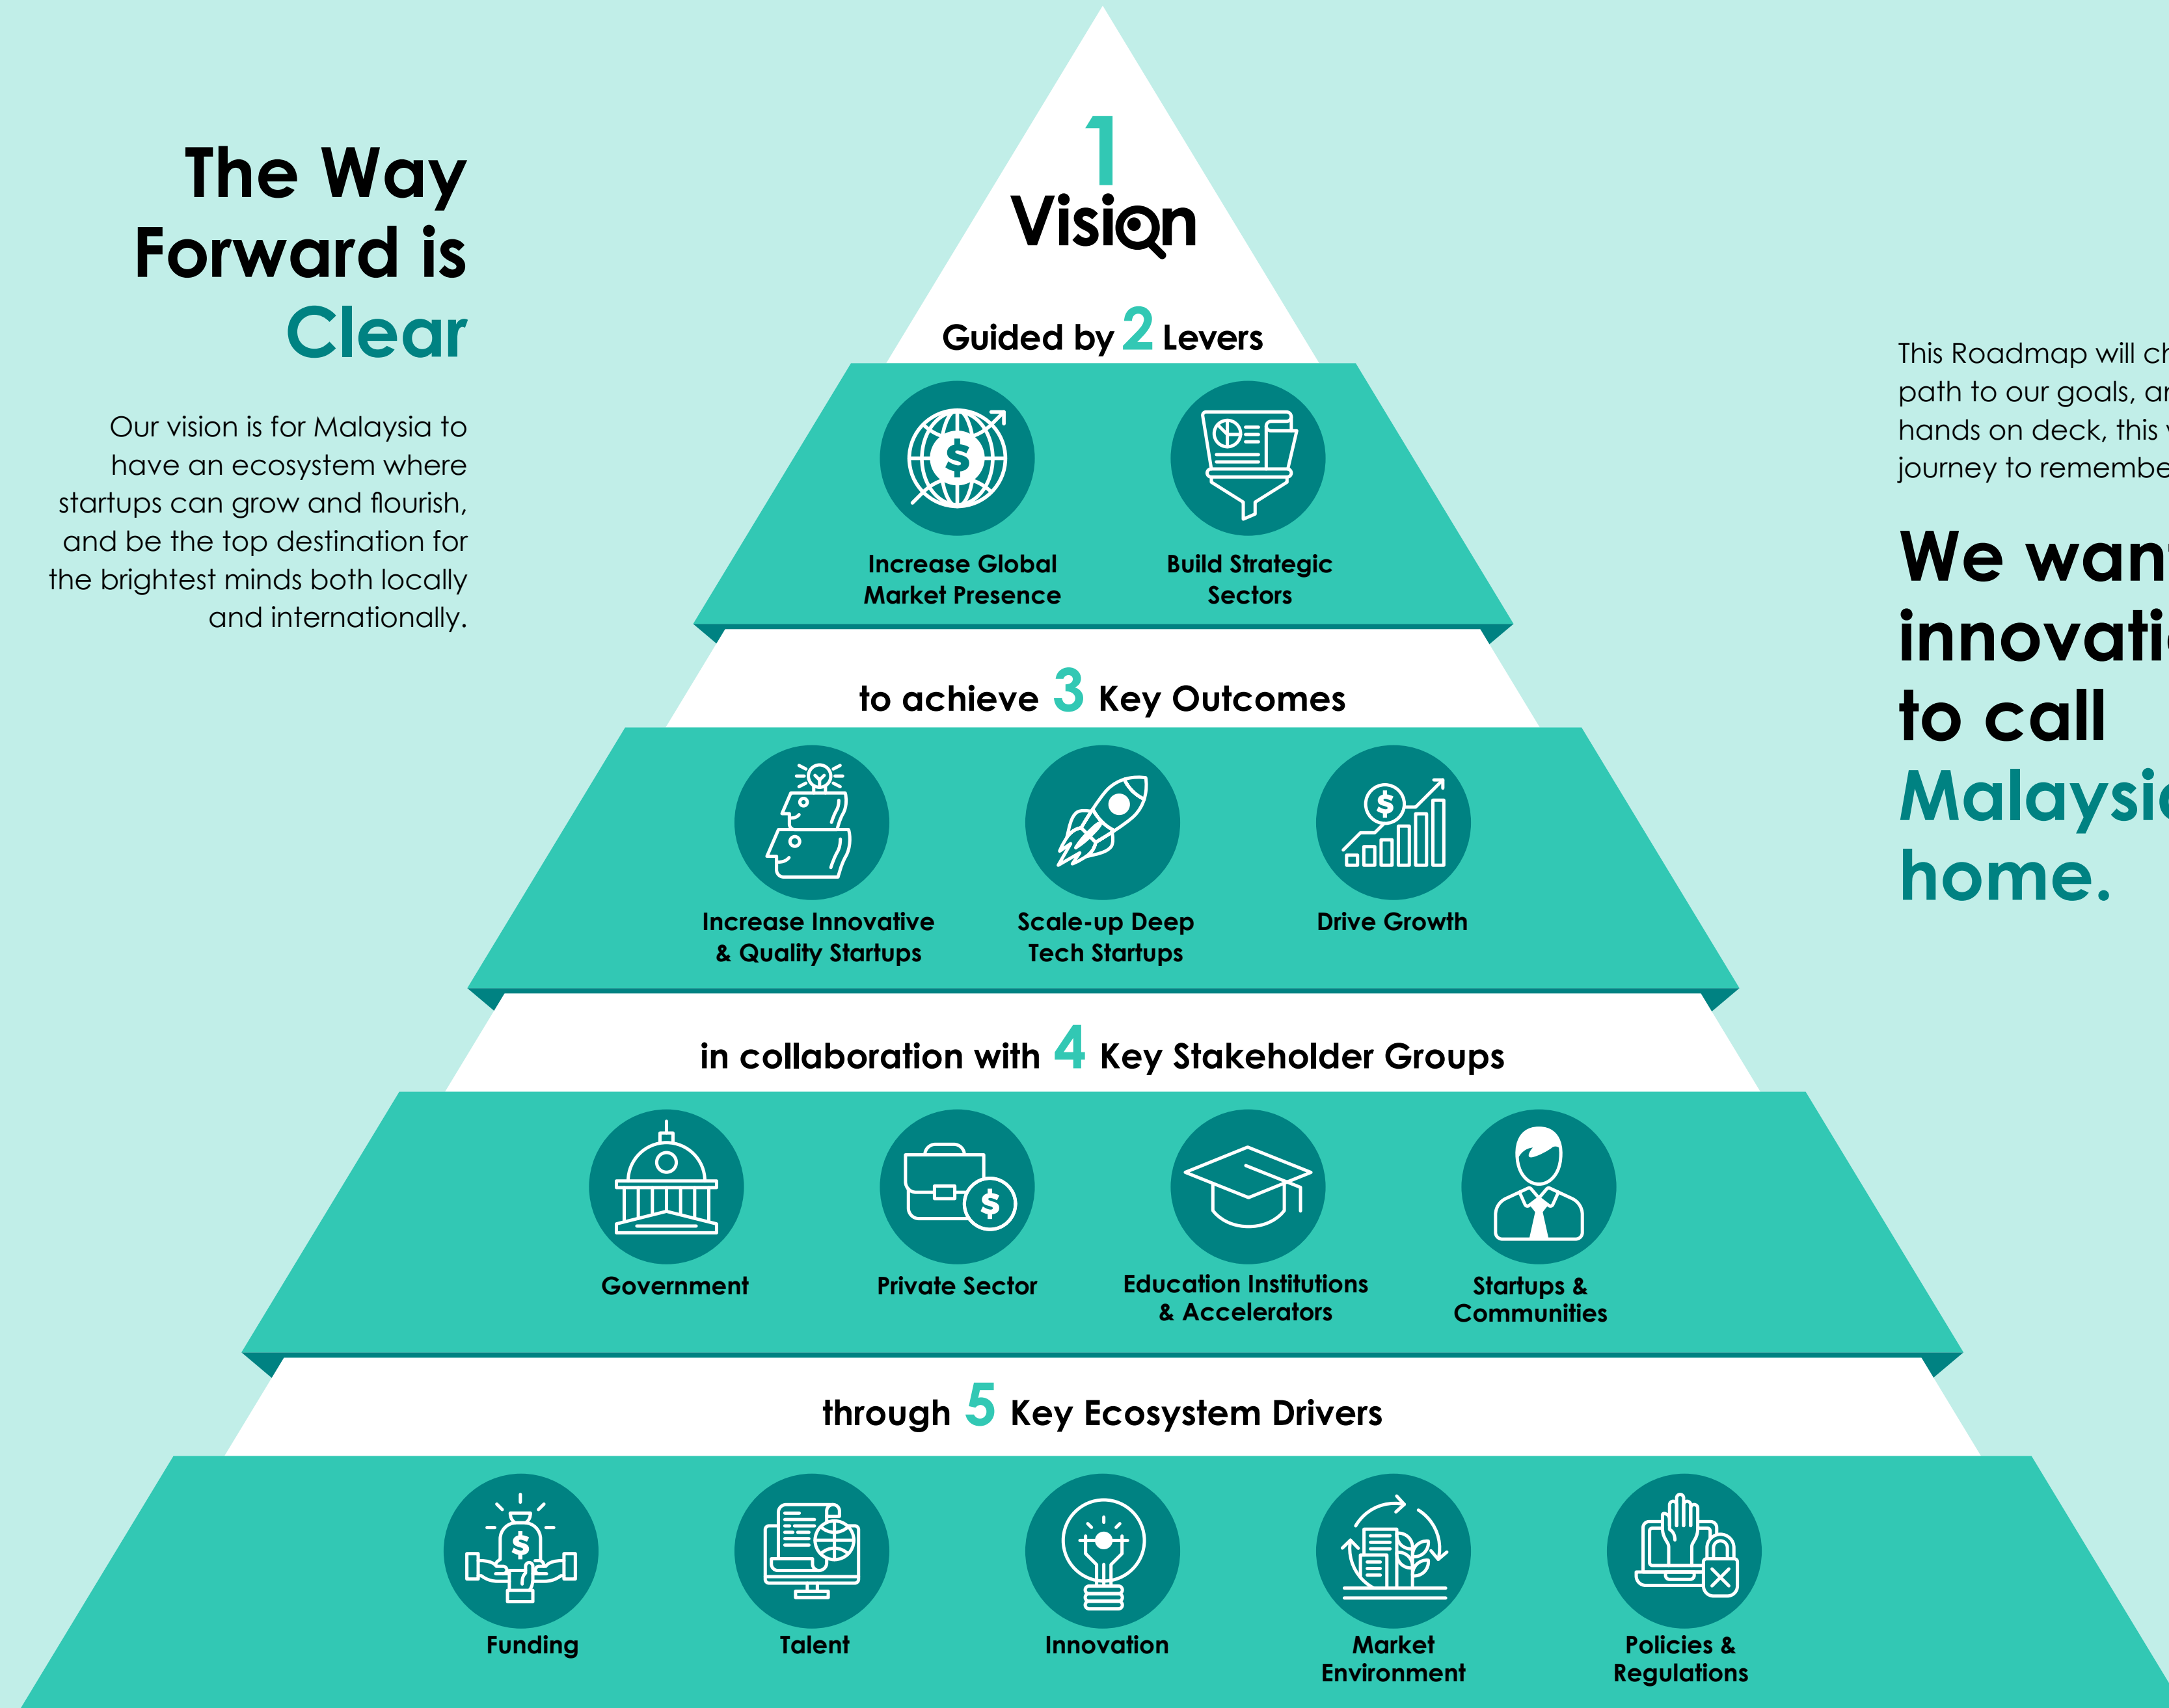 The Way
Forward is
Clear
Our vision is for Malaysia to
have an ecosystem where
startups can grow and flourish,
and be the top destination for
the brightest minds both locally
and internationally.
1
Vision
Guided by 2 Levers
Increase Global
Market Presence
Build Strategic
Sectors
to achieve 3 Key Outcomes
Increase Innovative
& Quality Startups
Scale-up Deep
Tech Startups
Drive Growth
in collaboration with 4 Key Stakeholder Groups
Government
Private Sector
Education Institutions
& Accelerators
Startups &
Communities
through 5 Key Ecosystem Drivers
Funding
Talent
Innovation
Market
Environment
Policies &
Regulations
This Roadmap will
path to our goals,
hands on deck, this
journey to
We
to call
home.